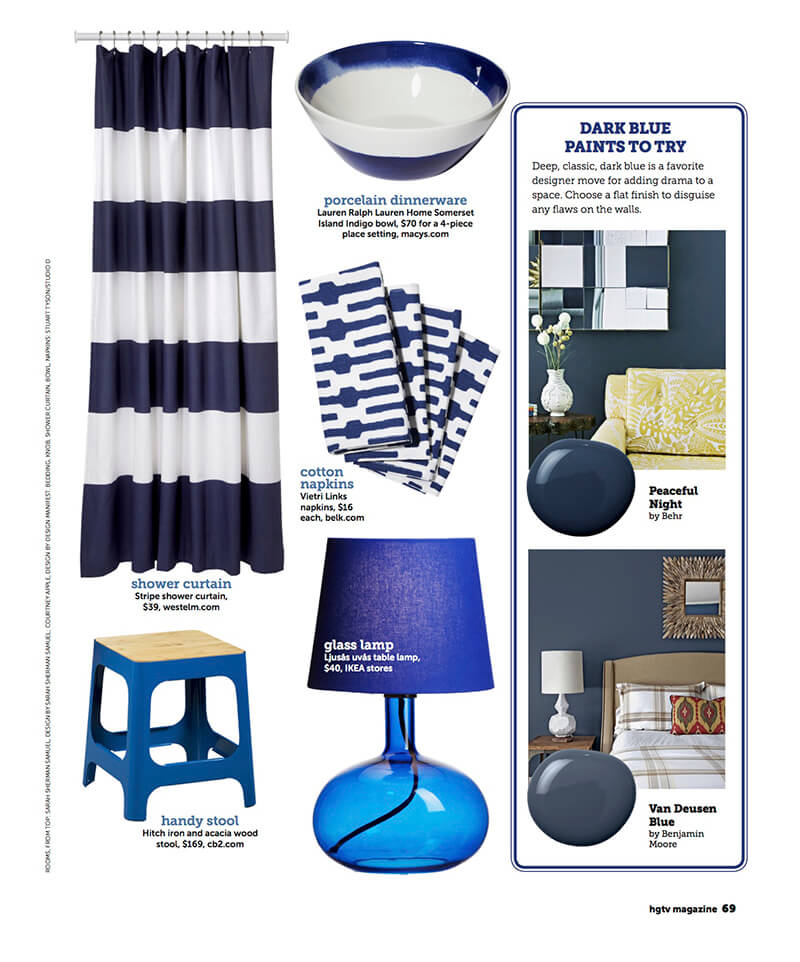 porcelain dinnerware
Lauren Ralph Lauren Home Somerset
Island Indigo bowl, $70 for a 4-piece
place setting, macys.com
cotton
napkins
Vietri Links
napkins, $16
each, belk.com
shower curtain
Stripe shower curtain,
$39, westelm.com
glass lamp
Ljusås uvås table lamp,
$40, IKEA stores
handy stool
Hitch iron and acacia wood
stool, $169, cb2.com
DARK BLUE
PAINTS TO TRY
Deep, classic, dark blue is a favorite
designer move for adding drama to a
space. Choose a flat finish to disguise
any flaws on the walls.
Peaceful
Night
by Behr
Van Deusen
Blue
by Benjamin
Moore
ROOMS, FROM TOP: SARAH SHERMAN SAMUEL. DESIGN BY SARAH SHERMAN SAMUEL. COURTNEY APPLE, DESIGN BY DESIGN MANIFEST. BEDDING, KNOB, SHOWER CURTAIN, BOWL, NAPKINS: STUART TYSON/STUDIO D
hgtv magazine 69